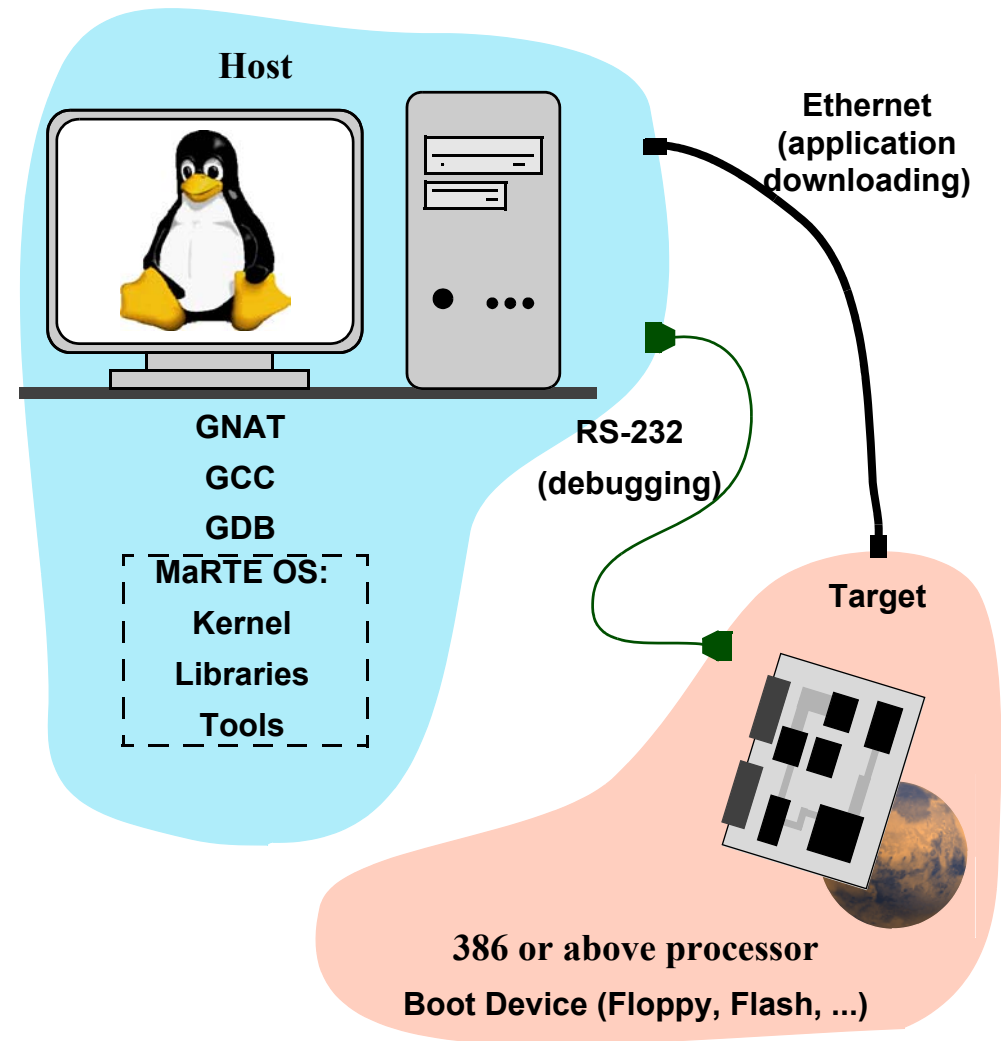 Host
Ethernet
(application
downloading)
GNAT
GCC
GDB
MaRTE OS:
Kernel
Libraries
Tools
RS-232
(debugging)
Target
386 or above processor
Boot Device (Floppy, Flash, ...)